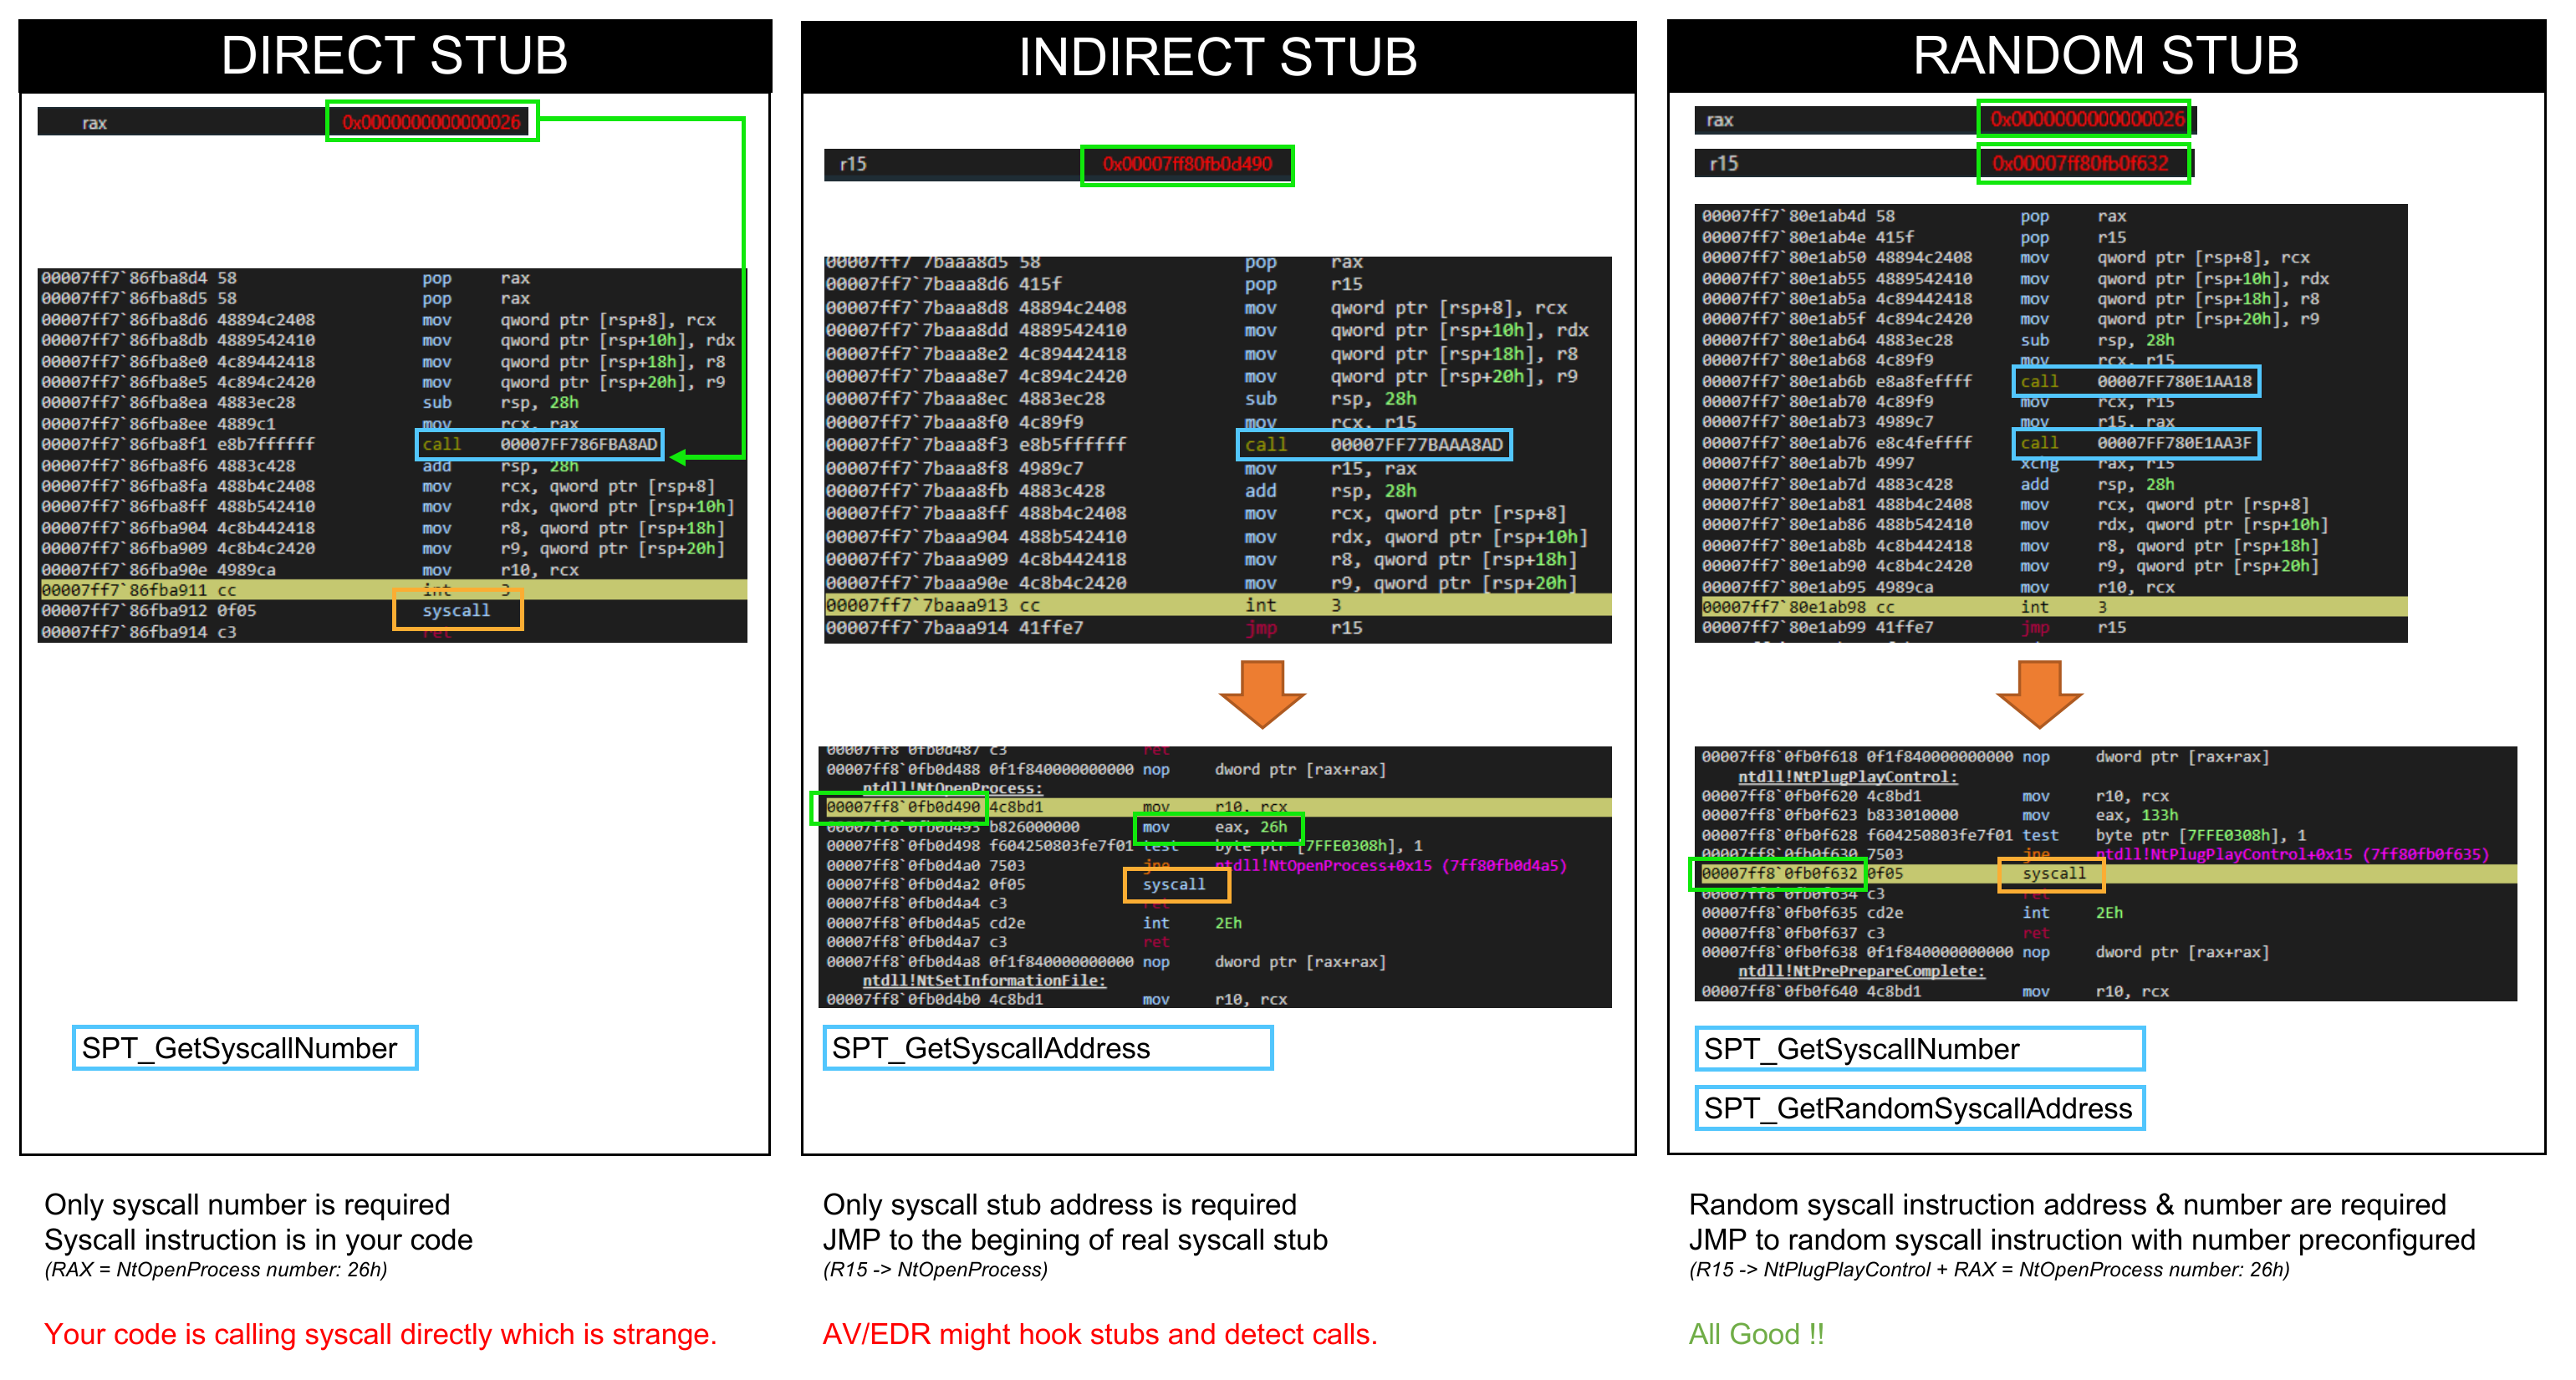 DIRECT STUB
rax 0x0000000000000026
00007ff7`86fba8d4 58 pop rax
00007ff7`86fba8d5 58 pop rax
00007ff7`86fba8d6 48894c2408 mov qword ptr [rsp+8], rcx
00007ff7`86fba8db 4889542410 mov qword ptr [rsp+10h], rdx
00007ff7`86fba8e0 4c89442418 mov qword ptr [rsp+18h], r8
00007ff7`86fba8e5 4c894c2420 mov qword ptr [rsp+20h], r9
00007ff7`86fba8ea 4883ec28 sub rsp, 28h
00007ff7`86fba8ee 4889c1 mov rcx, rax
00007ff7`86fba8f1 e8b7ffffff call 00007FF786FBA8AD
00007ff7`86fba8f6 4883c428 add rsp, 28h
00007ff7`86fba8fa 488b4c2408 mov rcx, qword ptr [rsp+8]
00007ff7`86fba8ff 488b542410 mov rdx, qword ptr [rsp+10h]
00007ff7`86fba904 4c8b442418 mov r8, qword ptr [rsp+18h]
00007ff7`86fba909 4c8b4c2420 mov r9, qword ptr [rsp+20h]
00007ff7`86fba90e 4989ca mov r10, rcx
00007ff7`86fba911 cc int 3
00007ff7`86fba912 0f05 syscall
00007ff7`86fba914 c3 ret
SPT_GetSyscallNumber
Only syscall number is required
Syscall instruction is in your code
(RAX = NtOpenProcess number: 26h)
Your code is calling syscall directly which is strange.
INDIRECT STUB
r15 0x00007ff80fb0d490
00007ff7`7baaa8d5 58 pop rax
00007ff7`7baaa8d6 415f pop r15
00007ff7`7baaa8d8 48894c2408 mov qword ptr [rsp+8], rcx
00007ff7`7baaa8dd 4889542410 mov qword ptr [rsp+10h], rdx
00007ff7`7baaa8e2 4c89442418 mov qword ptr [rsp+18h], r8
00007ff7`7baaa8e7 4c894c2420 mov qword ptr [rsp+20h], r9
00007ff7`7baaa8ec 4883ec28 sub rsp, 28h
00007ff7`7baaa8f0 4c89f9 mov rcx, r15
00007ff7`7baaa8f3 e8b5ffffff call 00007FF77BAAA8AD
00007ff7`7baaa8f8 4989c7 mov r15, rax
00007ff7`7baaa8fb 4883c428 add rsp, 28h
00007ff7`7baaa8ff 488b4c2408 mov rcx, qword ptr [rsp+8]
00007ff7`7baaa904 488b542410 mov rdx, qword ptr [rsp+10h]
00007ff7`7baaa909 4c8b442418 mov r8, qword ptr [rsp+18h]
00007ff7`7baaa90e 4c8b4c2420 mov r9, qword ptr [rsp+20h]
00007ff7`7baaa913 cc int 3
00007ff7`7baaa914 41ffe7 jmp r15
00007ff8`0fb0d487 c3 ret
00007ff8`0fb0d488 0f1f840000000000 nop dword ptr [rax+rax]
ntdll!NtOpenProcess:
00007ff8`0fb0d490 4c8bd1 mov r10, rcx
00007ff8`0fb0d493 b826000000 mov eax, 26h
00007ff8`0fb0d498 f604250803fe7f01 test byte ptr [7FFE0308h], 1
00007ff8`0fb0d4a0 7503 jne ntdll!NtOpenProcess+0x15 (7ff80fb0d4a5)
00007ff8`0fb0d4a2 0f05 syscall
00007ff8`0fb0d4a4 c3 ret
00007ff8`0fb0d4a5 cd2e int 2Eh
00007ff8`0fb0d4a7 c3 ret
00007ff8`0fb0d4a8 0f1f840000000000 nop dword ptr [rax+rax]
ntdll!NtSetInformationFile:
00007ff8`0fb0d4b0 4c8bd1 mov r10, rcx
SPT_GetSyscallAddress
Only syscall stub address is required
JMP to the begining of real syscall stub
(R15 -> NtOpenProcess)
AV/EDR might hook stubs and detect calls.
RANDOM STUB
rax 0x0000000000000026
r15 0x00007ff80fb0f632
00007ff7`80e1ab4d 58 pop rax
00007ff7`80e1ab4e 415f pop r15
00007ff7`80e1ab50 48894c2408 mov qword ptr [rsp+8], rcx
00007ff7`80e1ab55 4889542410 mov qword ptr [rsp+10h], rdx
00007ff7`80e1ab5a 4c89442418 mov qword ptr [rsp+18h], r8
00007ff7`80e1ab5f 4c894c2420 mov qword ptr [rsp+20h], r9
00007ff7`80e1ab64 4883ec28 sub rsp, 28h
00007ff7`80e1ab68 4c89f9 mov rcx, r15
00007ff7`80e1ab6b e8a8feffff call 00007FF780E1AA18
00007ff7`80e1ab70 4c89f9 mov rcx, r15
00007ff7`80e1ab73 4989c7 mov r15, rax
00007ff7`80e1ab76 e8c4feffff call 00007FF780E1AA3F
00007ff7`80e1ab7b 4997 xchg rax, r15
00007ff7`80e1ab7d 4883c428 add rsp, 28h
00007ff7`80e1ab81 488b4c2408 mov rcx, qword ptr [rsp+8]
00007ff7`80e1ab86 488b542410 mov rdx, qword ptr [rsp+10h]
00007ff7`80e1ab8b 4c8b442418 mov r8, qword ptr [rsp+18h]
00007ff7`80e1ab90 4c8b4c2420 mov r9, qword ptr [rsp+20h]
00007ff7`80e1ab95 4989ca mov r10, rcx
00007ff7`80e1ab98 cc int 3
00007ff7`80e1ab99 41ffe7 jmp r15
00007ff8`0fb0f618 0f1f840000000000 nop dword ptr [rax+rax]
ntdll!NtPlugPlayControl:
00007ff8`0fb0f620 4c8bd1 mov r10, rcx
00007ff8`0fb0f623 b833010000 mov eax, 133h
00007ff8`0fb0f628 f604250803fe7f01 test byte ptr [7FFE0308h], 1
00007ff8`0fb0f630 7503 jne ntdll!NtPlugPlayControl+0x15 (7ff80fb0f635)
00007ff8`0fb0f632 0f05 syscall
00007ff8`0fb0f634 c3 ret
00007ff8`0fb0f635 cd2e int 2Eh
00007ff8`0fb0f637 c3 ret
00007ff8`0fb0f638 0f1f840000000000 nop dword ptr [rax+rax]
ntdll!NtPrePrepareComplete:
00007ff8`0fb0f640 4c8bd1 mov r10, rcx
SPT_GetSyscallNumber
SPT_GetRandomSyscallAddress
Random syscall instruction address & number are required
JMP to random syscall instruction with number preconfigured
(R15 -> NtPlugPlayControl + RAX = NtOpenProcess number: 26h)
All Good !!